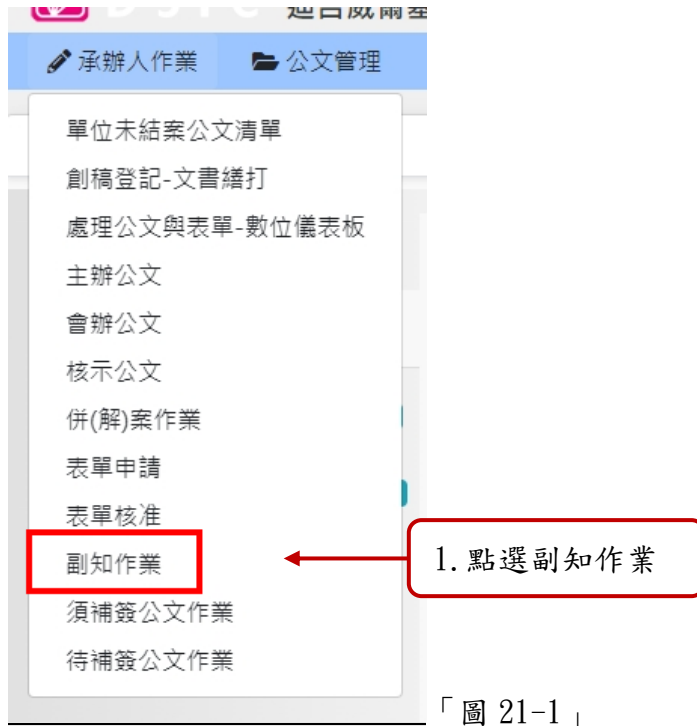 承辦人作業 公文管理
單位未結案公文清單
創稿登記-文書繕打
處理公文與表單-數位儀表板
主辦公文
會辦公文
核示公文
併(解)案作業
表單申請
表單核准
副知作業
1.點選副知作業
須補簽公文作業
待補簽公文作業
「圖 21-1」